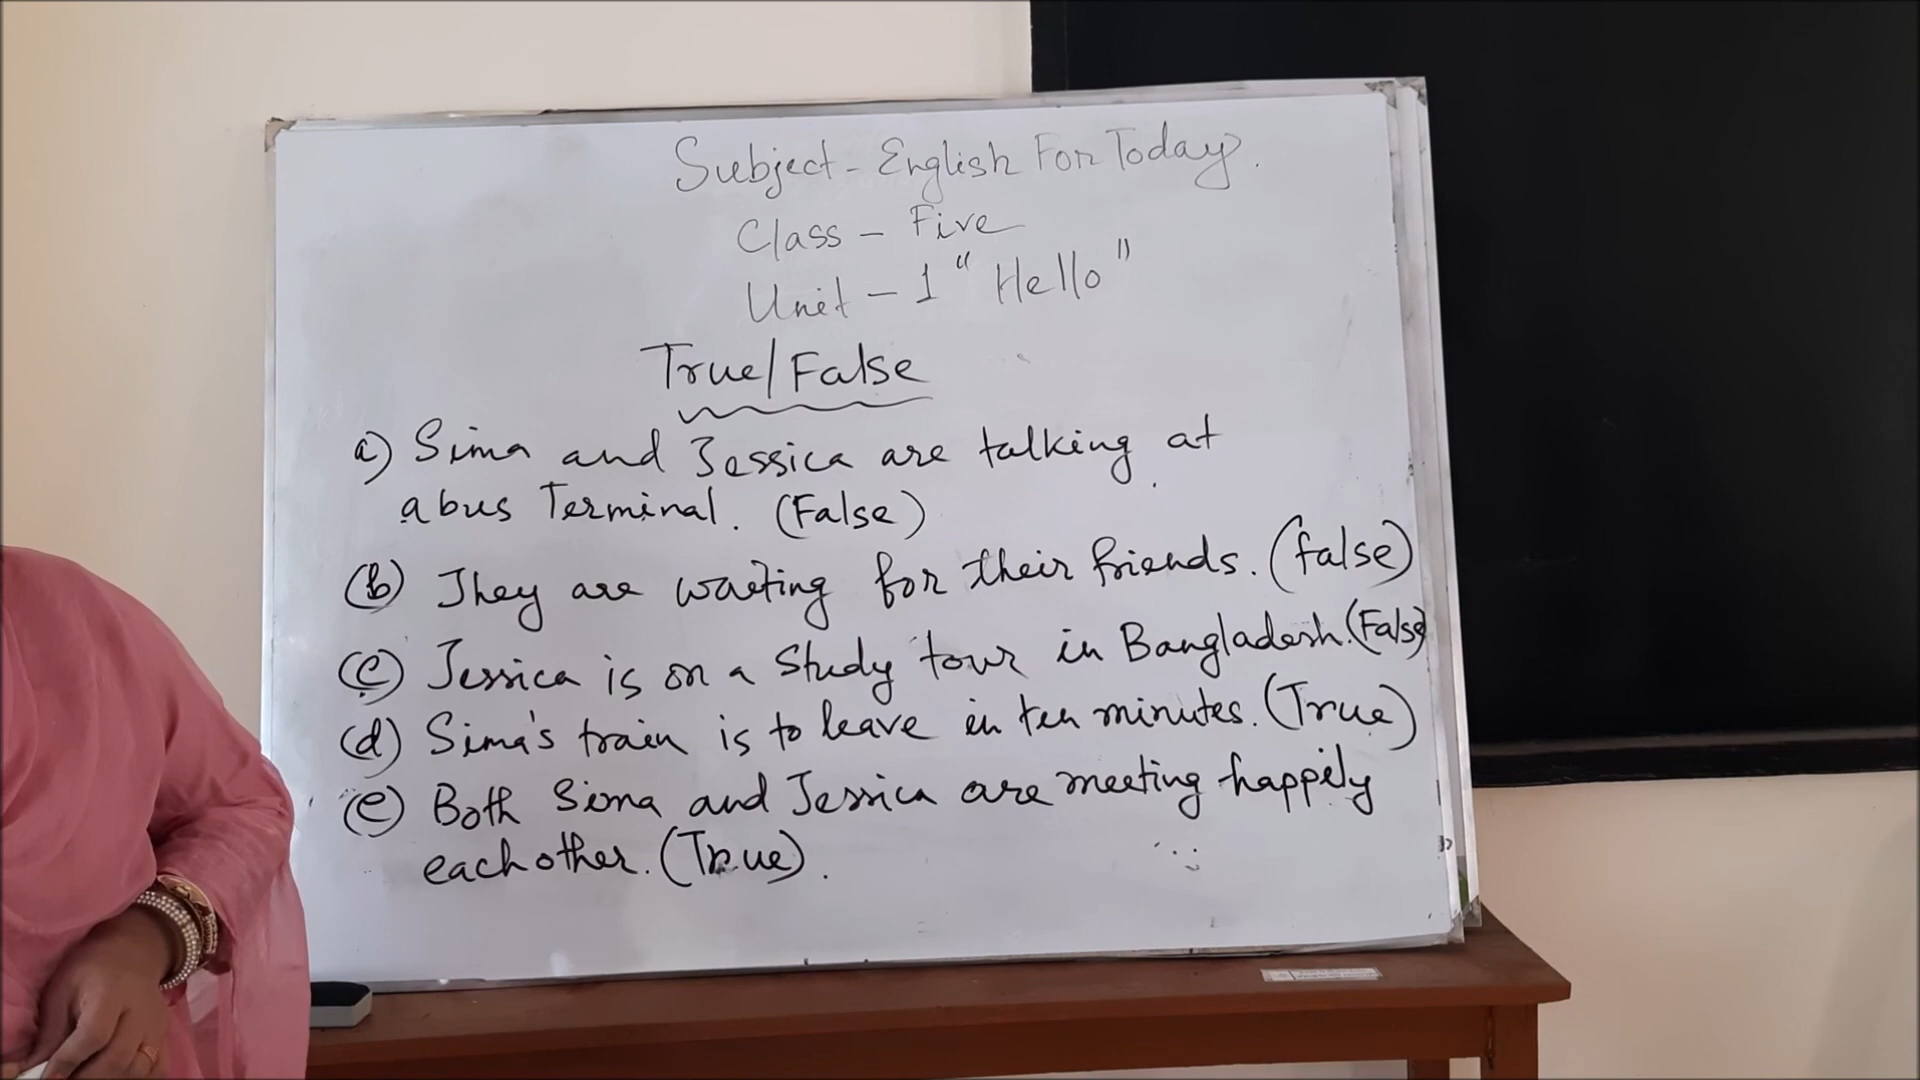 Subject - English For Today.
Class - Five
Unit - 1 "Hello"
True/False
a) Sima and Jessica are talking at
a bus Terminal. (False)
(b) They are waiting for their friends. (false)
(c) Jessica is on a Study tour in Bangladesh. (False)
(d) Sima's train is to leave in ten minutes. (True)
(e) Both Sima and Jessica are meeting happily
each other. (True).